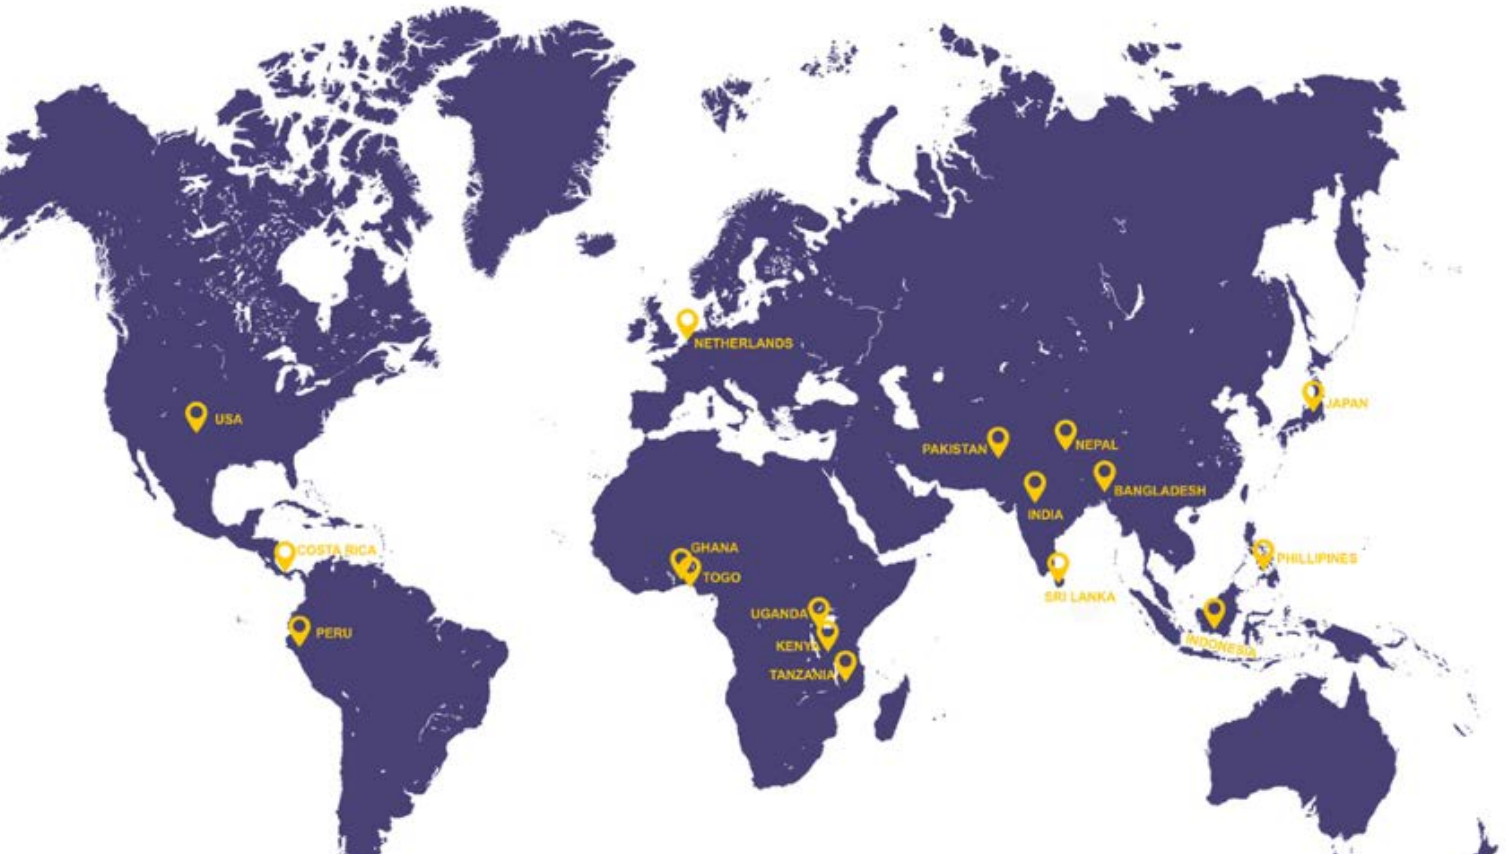 NETHERLANDS
JAPAN
USA
PAKISTAN
NEPAL
BANGLADESH
INDIA
COSTA RICA
GHANA
PHILLIPINES
TOGO
SRI LANKA
UGANDA
PERU
KENYA
INDONESIA
TANZANIA